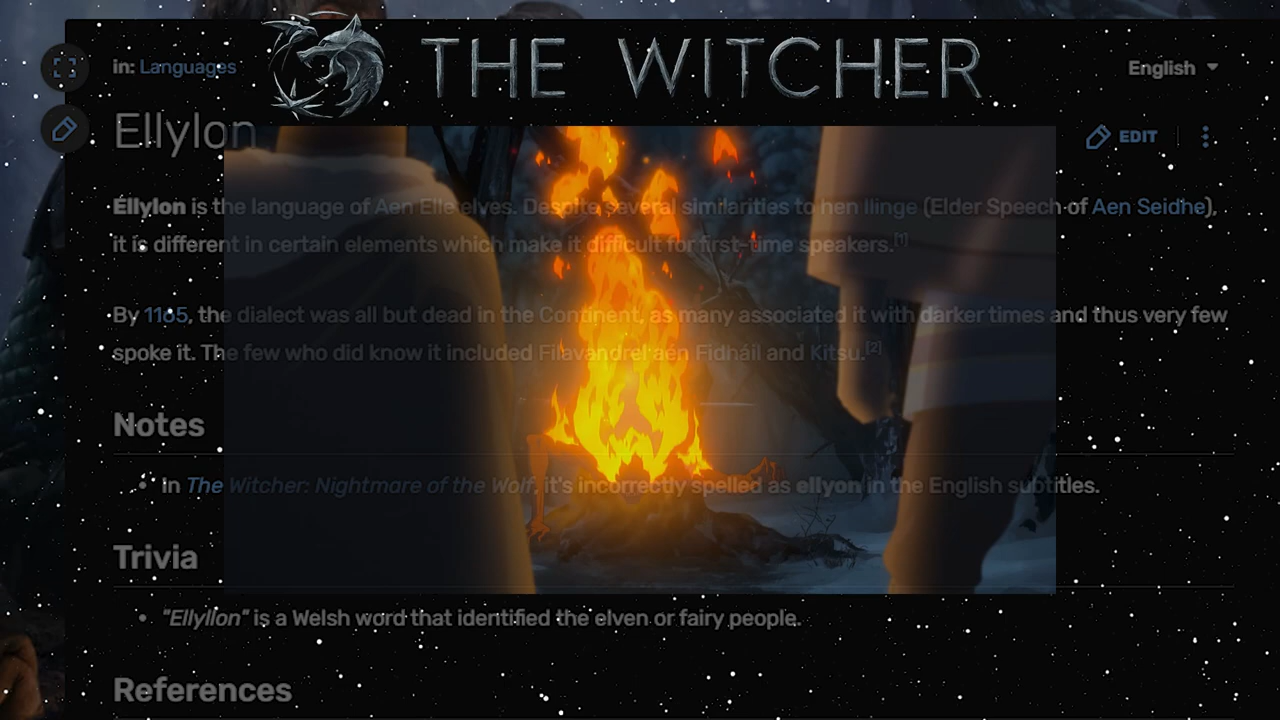 THE WITCHER
in: Languages
English
Ellylon
EDIT
Ellylon is the language of Aen Elle elves. Despite several similarities to hen llinge (Elder Speech of Aen Seidhe),
it is different in certain elements which make it difficult for first-time speakers.[1]
By 1165, the dialect was all but dead in the Continent, as many associated it with darker times and thus very few
spoke it. The few who did know it included Filavandrel aén Fidháil and Kitsu.[2]
Notes
• In The Witcher: Nightmare of the Wolf, it's incorrectly spelled as ellyon in the English subtitles.
Trivia
• "Ellyllon" is a Welsh word that identified the elven or fairy people.
References